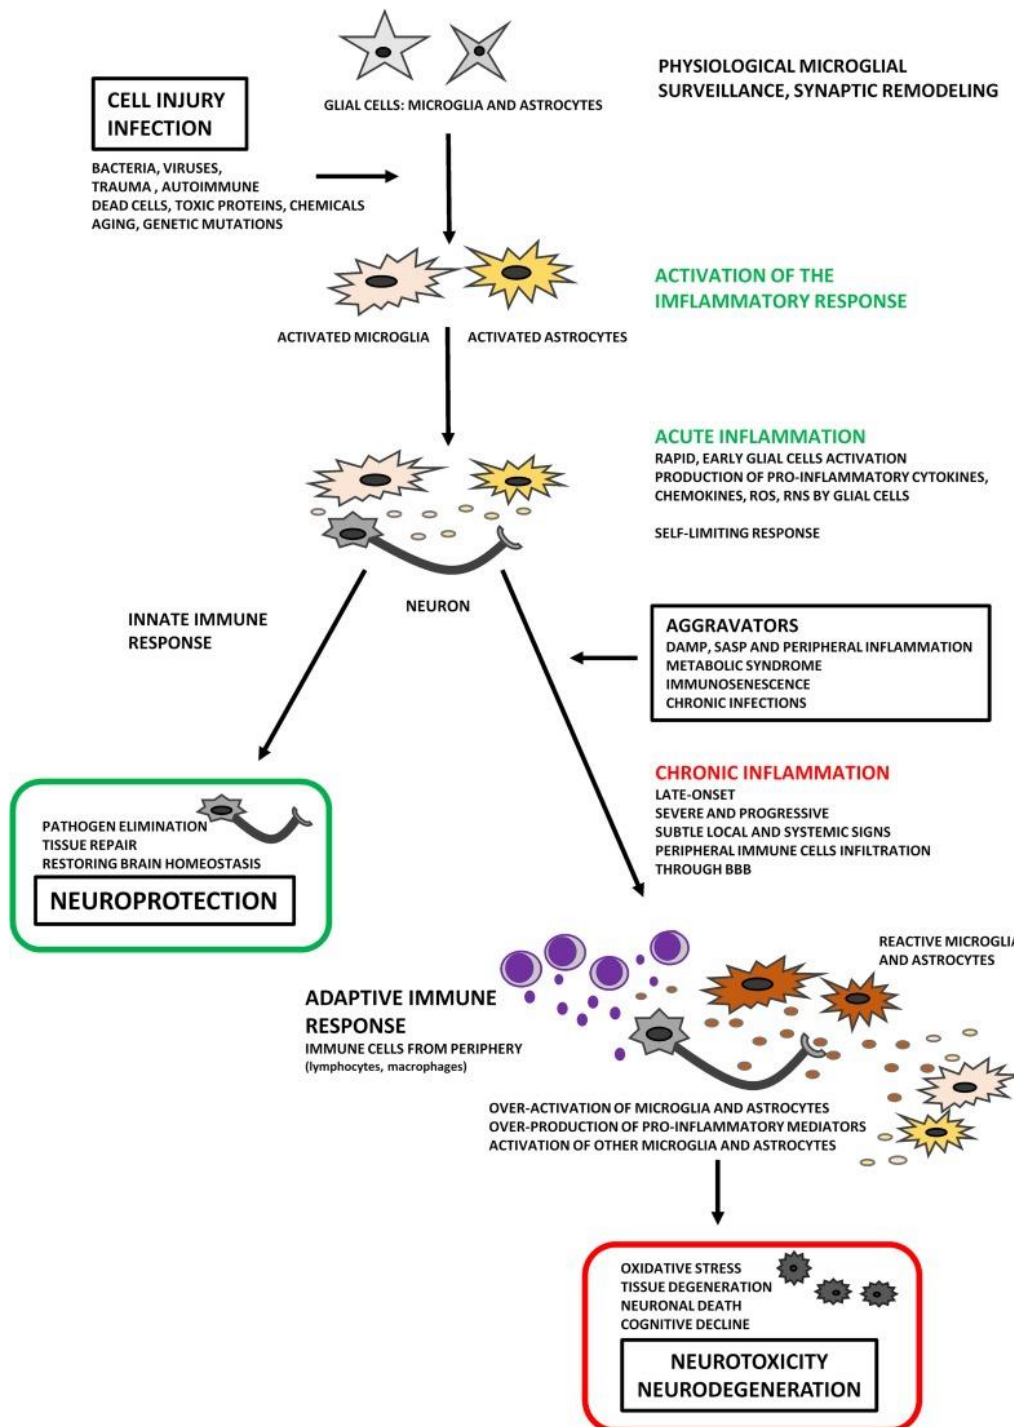 PHYSIOLOGICAL MICROGLIAL
SURVEILLANCE, SYNAPTIC REMODELING
GLIAL CELLS: MICROGLIA AND ASTROCYTES
CELL INJURY
INFECTION
BACTERIA, VIRUSES,
TRAUMA , AUTOIMMUNE
DEAD CELLS, TOXIC PROTEINS, CHEMICALS
AGING, GENETIC MUTATIONS
ACTIVATION OF THE
IMFLAMMATORY RESPONSE
ACTIVATED MICROGLIA
ACTIVATED ASTROCYTES
ACUTE INFLAMMATION
RAPID, EARLY GLIAL CELLS ACTIVATION
PRODUCTION OF PRO-INFLAMMATORY CYTOKINES,
CHEMOKINES, ROS, RNS BY GLIAL CELLS
SELF-LIMITING RESPONSE
NEURON
INNATE IMMUNE
RESPONSE
AGGRAVATORS
DAMP, SASP AND PERIPHERAL INFLAMMATION
METABOLIC SYNDROME
IMMUNOSENESCENCE
CHRONIC INFECTIONS
PATHOGEN ELIMINATION
TISSUE REPAIR
RESTORING BRAIN HOMEOSTASIS
NEUROPROTECTION
CHRONIC INFLAMMATION
LATE-ONSET
SEVERE AND PROGRESSIVE
SUBTLE LOCAL AND SYSTEMIC SIGNS
PERIPHERAL IMMUNE CELLS INFILTRATION
THROUGH BBB
REACTIVE MICROGLIA
AND ASTROCYTES
ADAPTIVE IMMUNE
RESPONSE
IMMUNE CELLS FROM PERIPHERY
(lymphocytes, macrophages)
OVER-ACTIVATION OF MICROGLIA AND ASTROCYTES
OVER-PRODUCTION OF PRO-INFLAMMATORY MEDIATORS
ACTIVATION OF OTHER MICROGLIA AND ASTROCYTES
OXIDATIVE STRESS
TISSUE DEGENERATION
NEURONAL DEATH
COGNITIVE DECLINE
NEUROTOXICITY
NEURODEGENERATION